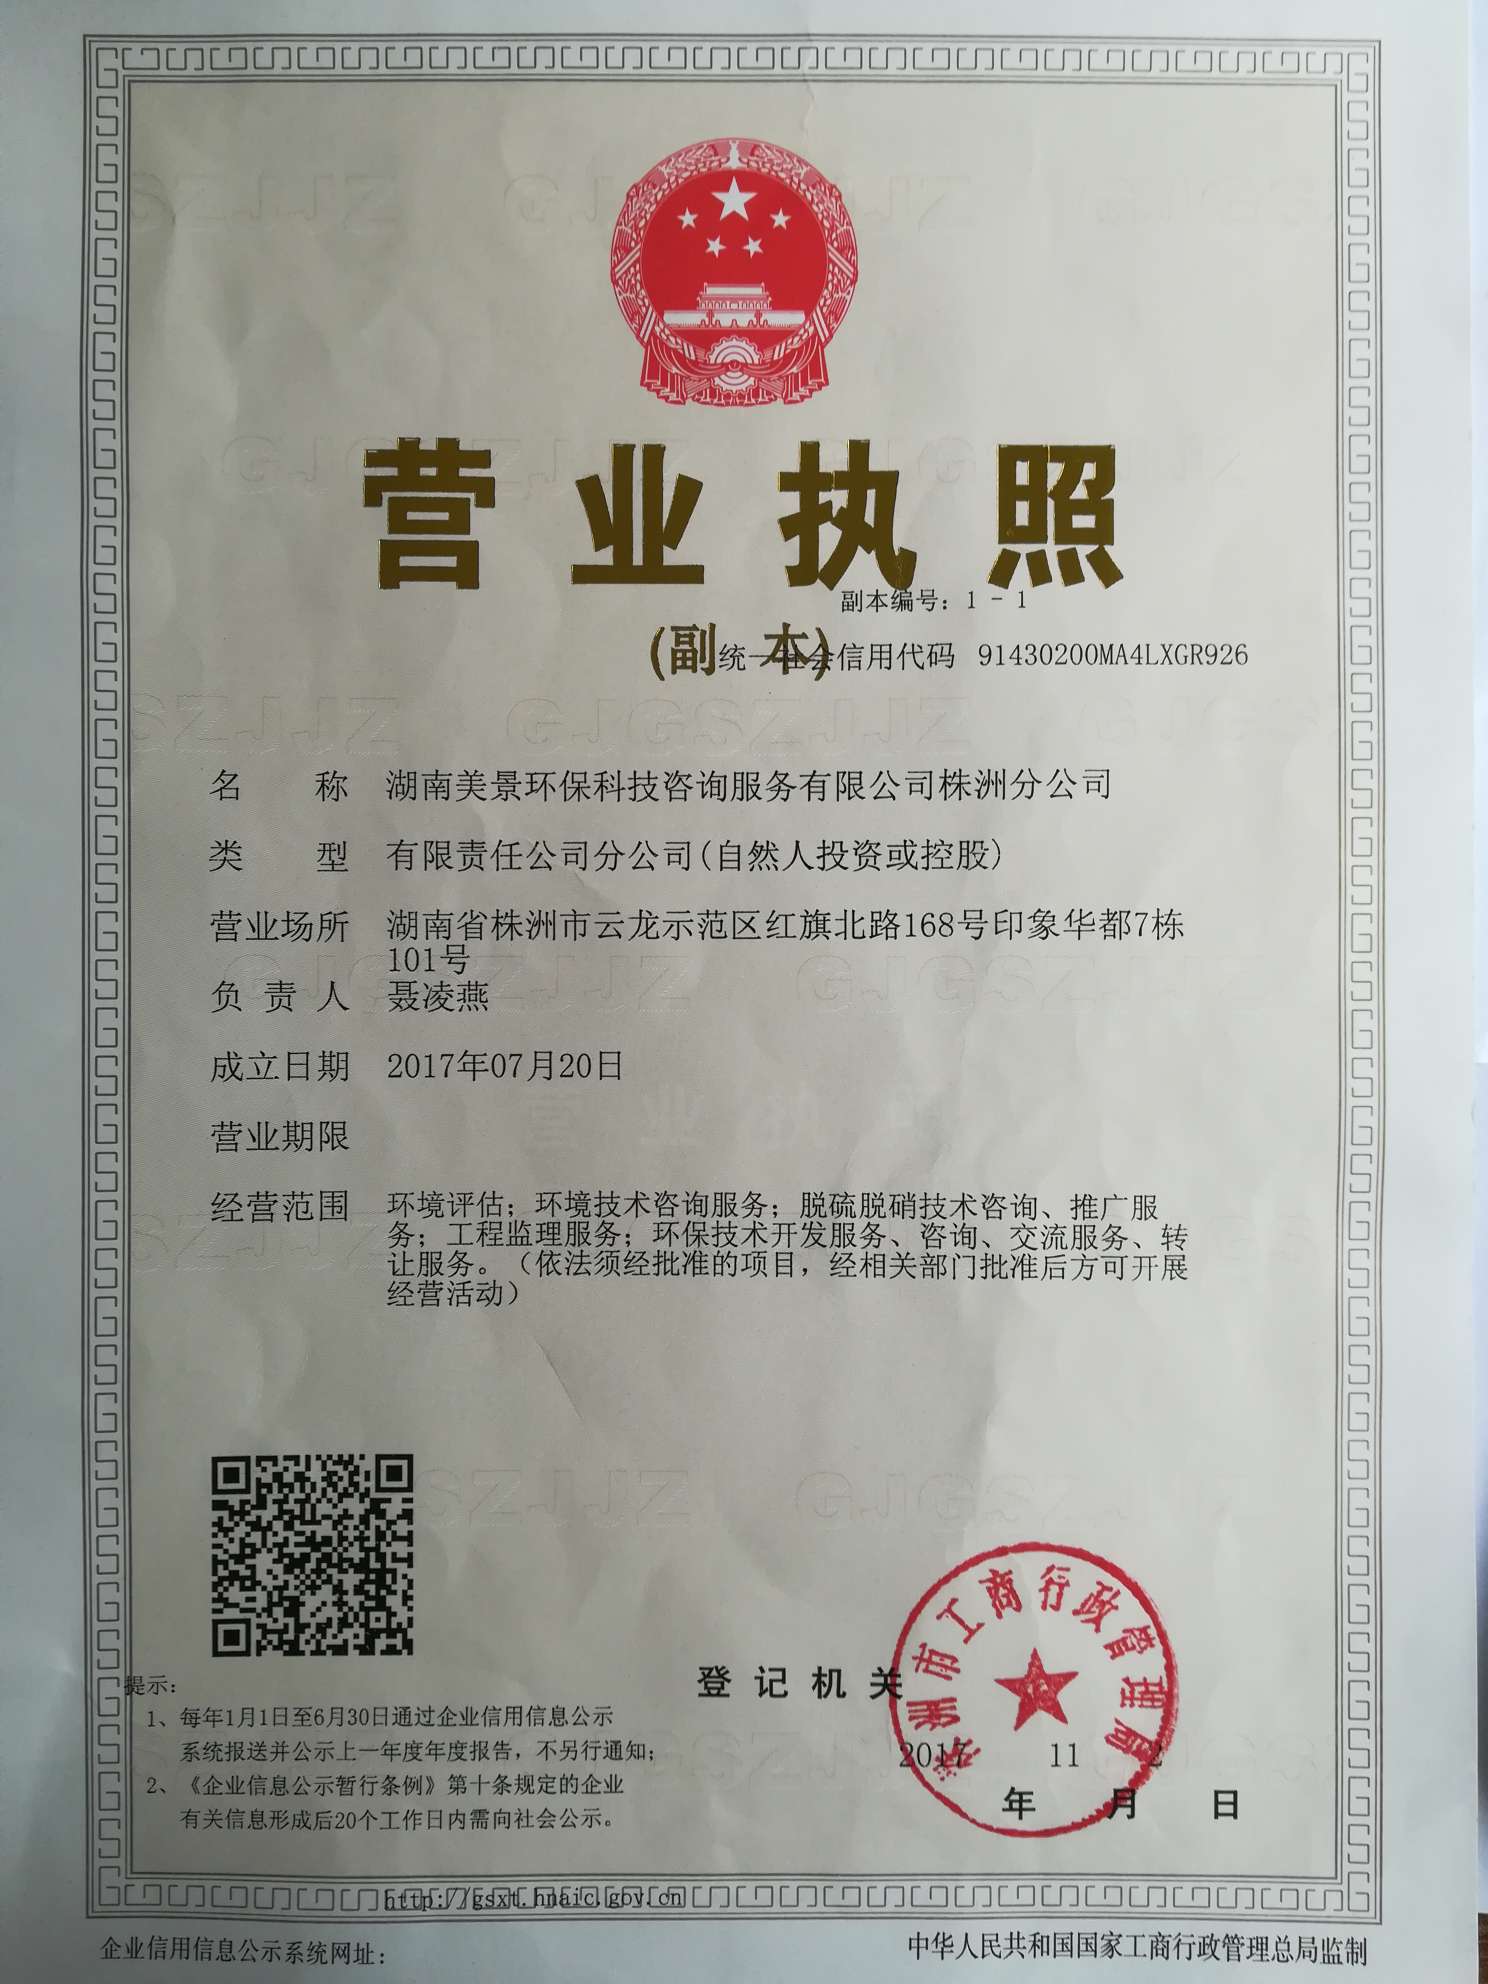 营业执照
副本编号：1 - 1
(副 本)
统一社会信用代码 91430200MA4LXGR926
名称 湖南美景环保科技咨询服务有限公司株洲分公司
类型 有限责任公司分公司(自然人投资或控股)
营业场所 湖南省株洲市云龙示范区红旗北路168号印象华都7栋
101号
负责人 聂凌燕
成立日期 2017年07月20日
营业期限
经营范围 环境评估；环境技术咨询服务；脱硫脱硝技术咨询、推广服
务；工程监理服务；环保技术开发服务、咨询、交流服务、转
让服务。（依法须经批准的项目，经相关部门批准后方可开展
经营活动）
提示：
1、每年1月1日至6月30日通过企业信用信息公示
系统报送并公示上一年度年度报告，不另行通知；
2、《企业信息公示暂行条例》第十条规定的企业
有关信息形成后20个工作日内需向社会公示。
登记机关
株洲市工商行政管理局
2017 11 2
年 月 日
http://gsxt.hnaic.gov.cn
企业信用信息公示系统网址：
中华人民共和国国家工商行政管理总局监制